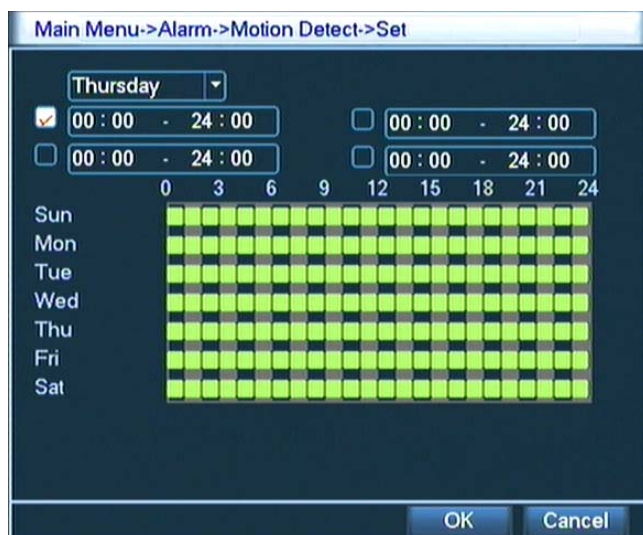 Main Menu->Alarm->Motion Detect->Set
Thursday
00 : 00 - 24 : 00 00 : 00 - 24 : 00
00 : 00 - 24 : 00 00 : 00 - 24 : 00
0 3 6 9 12 15 18 21 24
Sun
Mon
Tue
Wed
Thu
Fri
Sat
OK Cancel